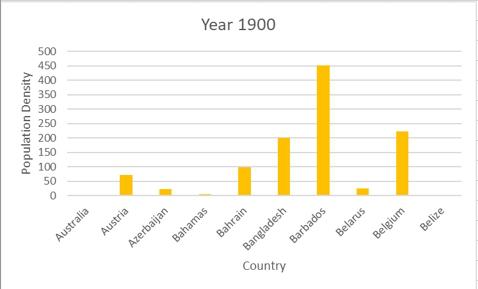 Year 1900
Population Density
500
450
400
350
300
250
200
150
100
50
0
Australia
Austria
Azerbaijan
Bahamas
Bahrain
Bangladesh
Barbados
Belarus
Belgium
Belize
Country